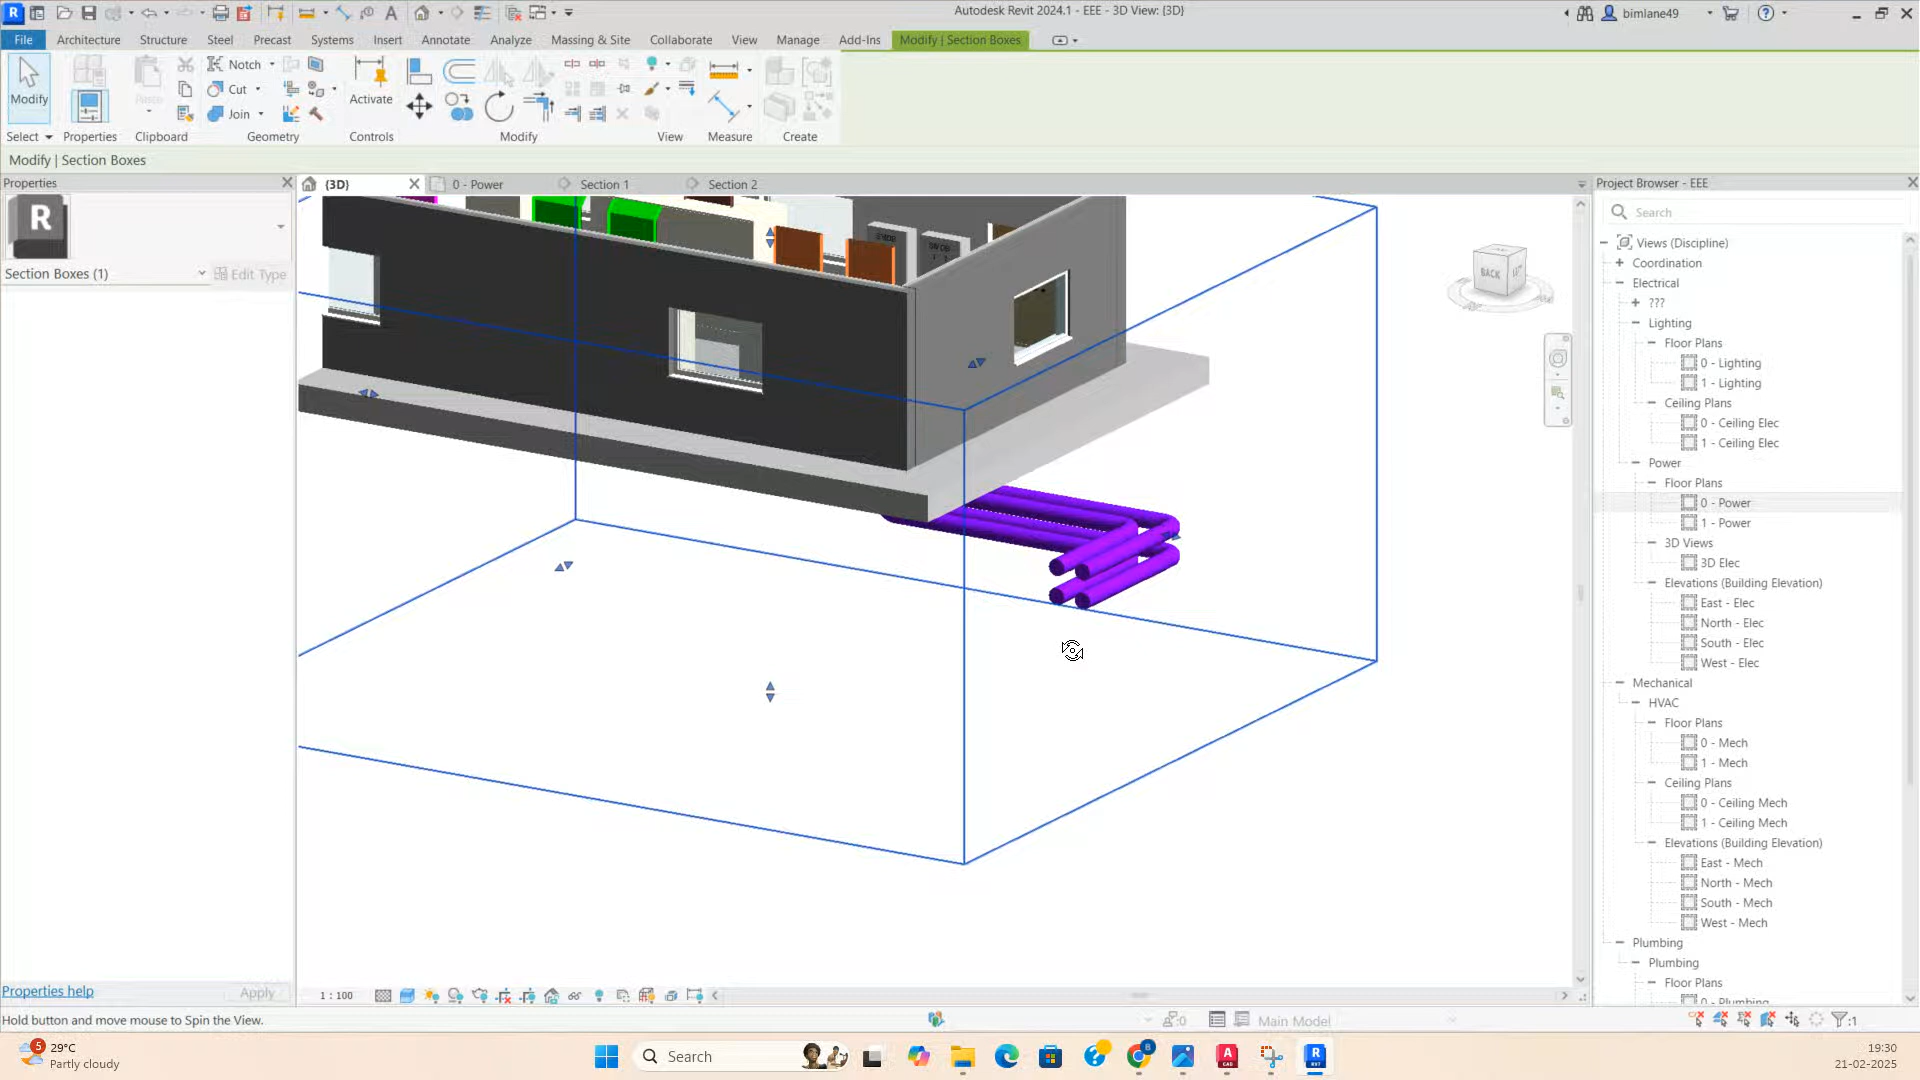 Autodesk Revit 2024.1 - EEE - 3D View: {3D}
bimlane49
File
Architecture
Structure
Steel
Precast
Systems
Insert
Annotate
Analyze
Massing & Site
Collaborate
View
Manage
Add-Ins
Modify | Section Boxes
Modify
Paste
Notch
Cut
Join
Activate
Select
Properties
Clipboard
Geometry
Controls
Modify
View
Measure
Create
Modify | Section Boxes
Properties
R
Section Boxes (1)
Edit Type
{3D}
0 - Power
Section 1
Section 2
BACK
Project Browser - EEE
Search
Views (Discipline)
Coordination
Electrical
???
Lighting
Floor Plans
0 - Lighting
1 - Lighting
Ceiling Plans
0 - Ceiling Elec
1 - Ceiling Elec
Power
Floor Plans
0 - Power
1 - Power
3D Views
3D Elec
Elevations (Building Elevation)
East - Elec
North - Elec
South - Elec
West - Elec
Mechanical
HVAC
Floor Plans
0 - Mech
1 - Mech
Ceiling Plans
0 - Ceiling Mech
1 - Ceiling Mech
Elevations (Building Elevation)
East - Mech
North - Mech
South - Mech
West - Mech
Plumbing
Plumbing
Floor Plans
0 - Plumbing
Properties help
Apply
1 : 100
Hold button and move mouse to Spin the View.
:0
Main Model
:1
5
29°C
Partly cloudy
Search
19:30
21-02-2025